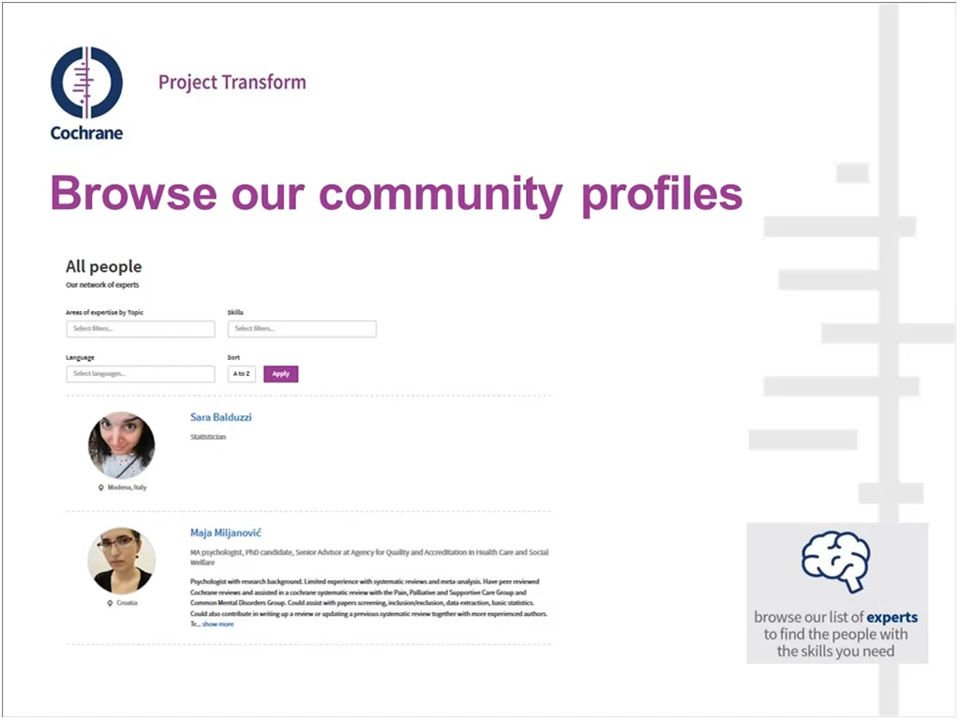 Cochrane
Project Transform
Browse our community profiles
All people
Our network of experts
Areas of expertise by Topic
Skills
Select filters...
Select filters...
Language
Sort
Select languages...
A to Z
Apply
Sara Balduzzi
Statistician
Modena, Italy
Maja Miljanović
MA psychologist, PhD candidate, Senior Advisor at Agency for Quality and Accreditation in Health Care and Social
Welfare
Psychologist with research background. Limited experience with systematic reviews and meta-analysis. Have peer reviewed
Cochrane reviews and assisted in a cochrane systematic review with the Pain, Palliative and Supportive Care Group and
Common Mental Disorders Group. Could assist with papers screening, inclusion/exclusion, data extraction, basic statistics.
Could also contribute in writing up a review or updating a previous systematic review together with more experienced authors.
Te... show more
Croatia
browse our list of experts
to find the people with
the skills you need